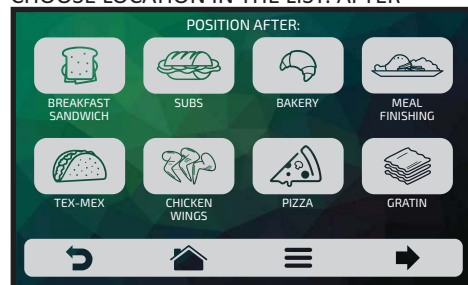 CHOOSE LOCATION IN THE LIST: AFTER
POSITION AFTER:
BREAKFAST
SANDWICH
SUBS
BAKERY
MEAL
FINISHING
TEX-MEX
CHICKEN
WINGS
PIZZA
GRATIN